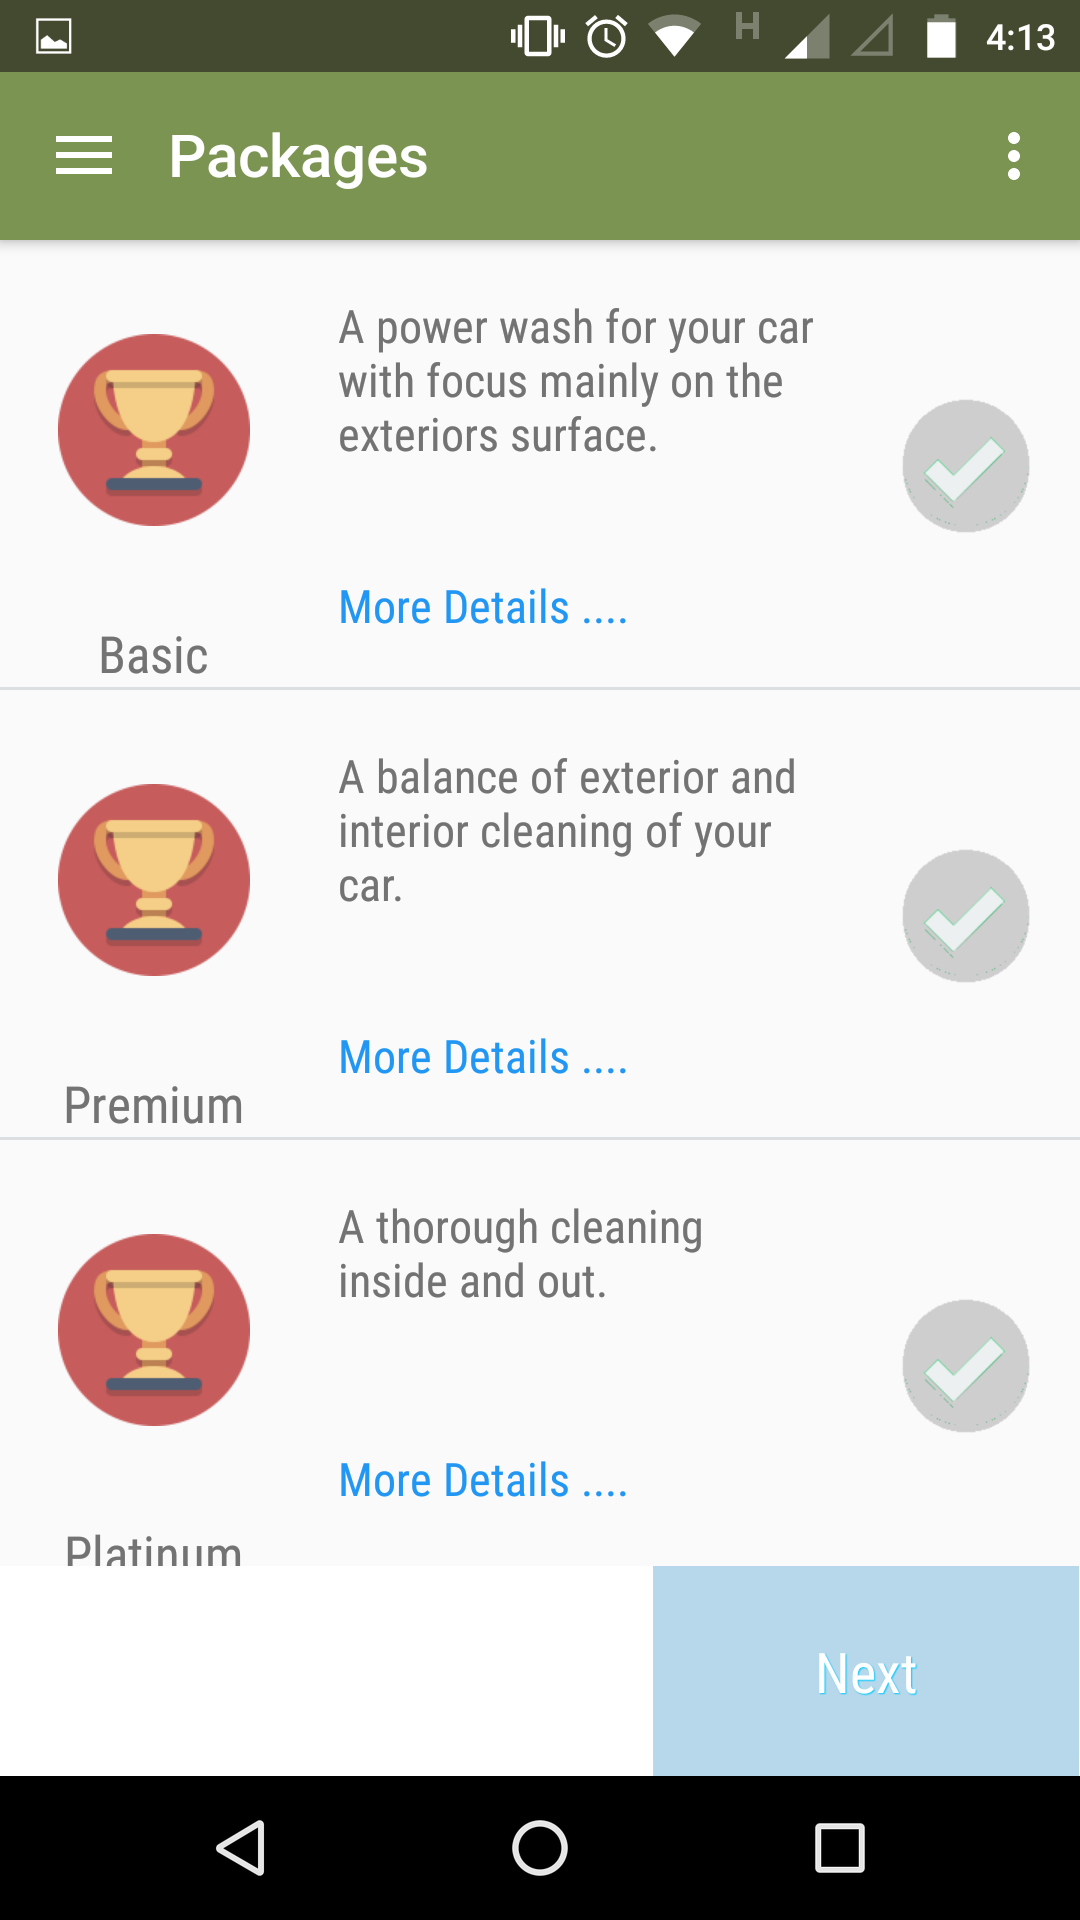 H 4:13
Packages
A power wash for your car
with focus mainly on the
exteriors surface.
More Details ....
Basic
A balance of exterior and
interior cleaning of your
car.
More Details ....
Premium
A thorough cleaning
inside and out.
More Details ....
Platinum
Next